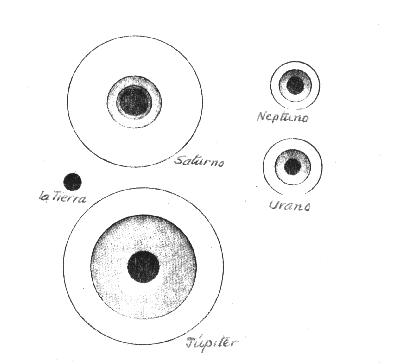 Neptuno
Saturno
la Tierra
Urano
Júpiter